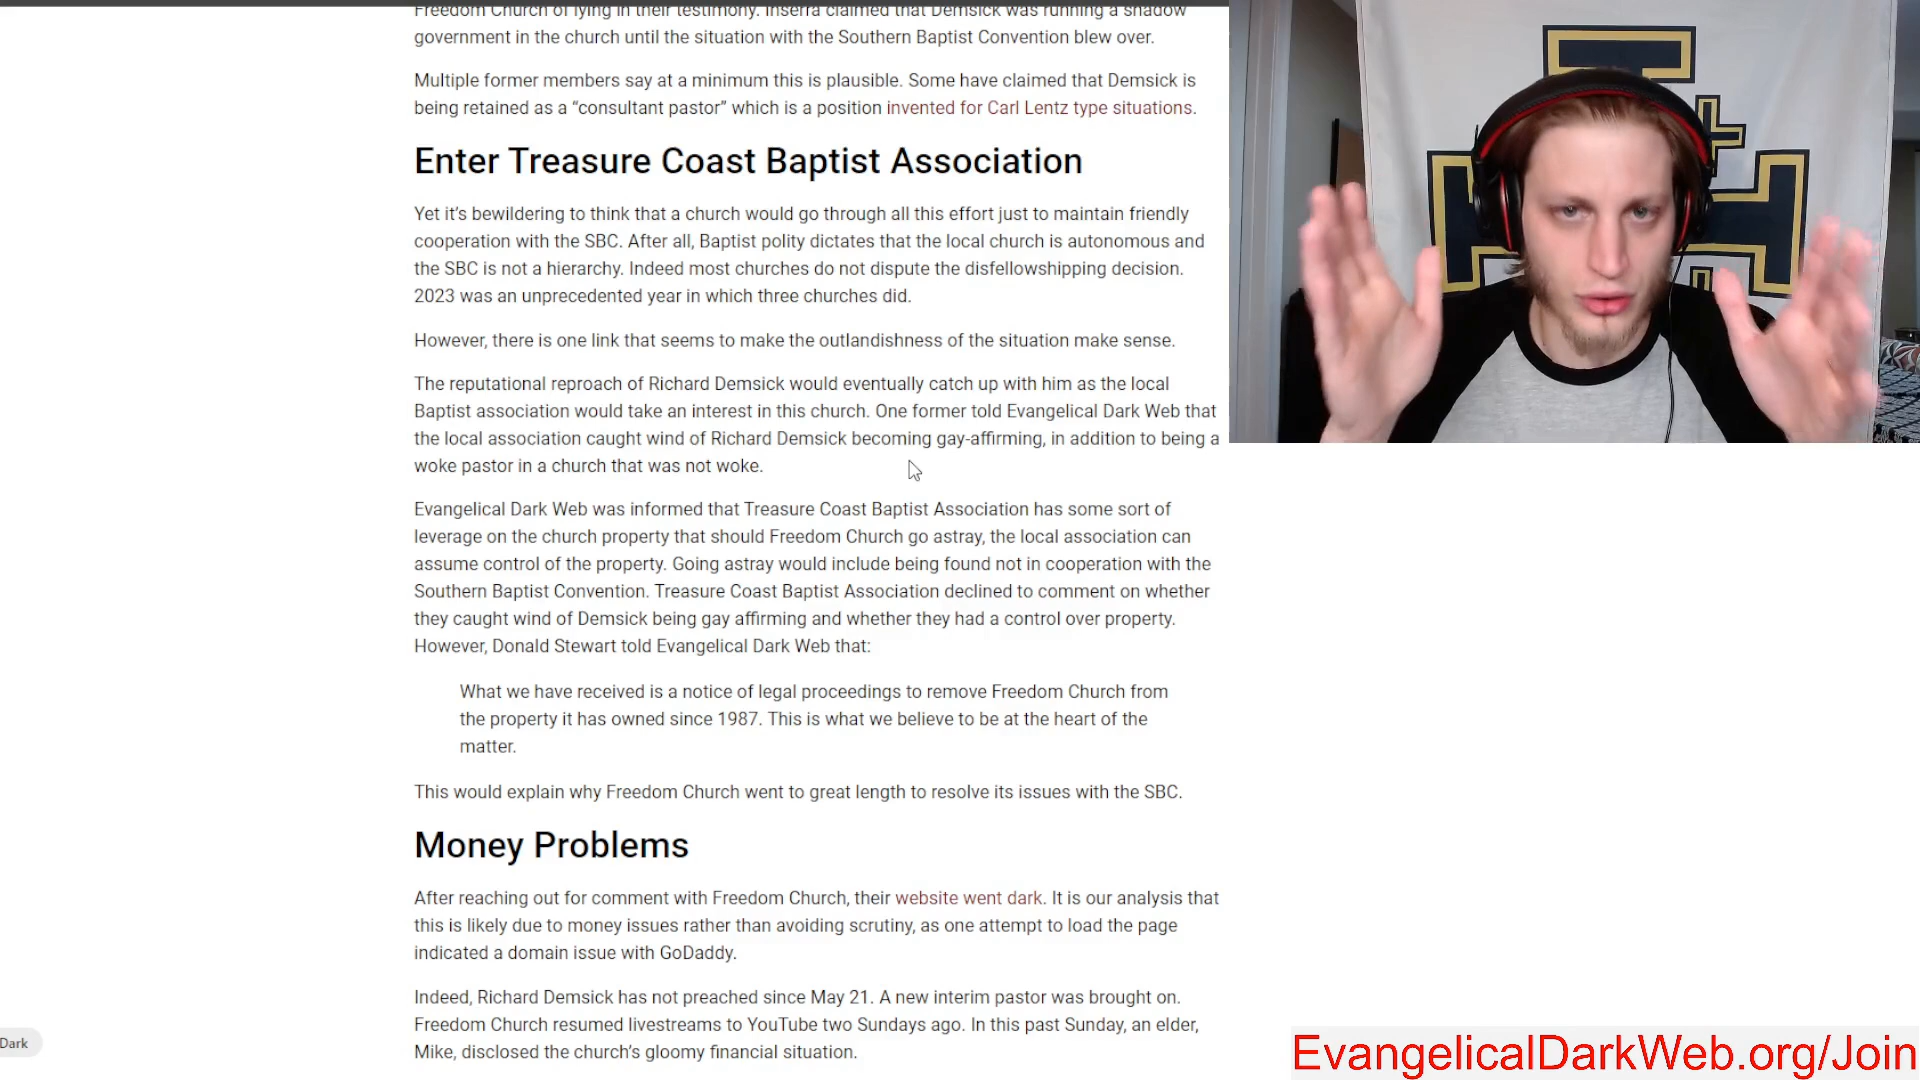 Freedom Church of lying in their testimony. Inserra claimed that Demsick was running a shadow
government in the church until the situation with the Southern Baptist Convention blew over.
Multiple former members say at a minimum this is plausible. Some have claimed that Demsick is
being retained as a “consultant pastor” which is a position invented for Carl Lentz type situations.
Enter Treasure Coast Baptist Association
Yet it’s bewildering to think that a church would go through all this effort just to maintain friendly
cooperation with the SBC. After all, Baptist polity dictates that the local church is autonomous and
the SBC is not a hierarchy. Indeed most churches do not dispute the disfellowshipping decision.
2023 was an unprecedented year in which three churches did.
However, there is one link that seems to make the outlandishness of the situation make sense.
The reputational reproach of Richard Demsick would eventually catch up with him as the local
Baptist association would take an interest in this church. One former told Evangelical Dark Web that
the local association caught wind of Richard Demsick becoming gay-affirming, in addition to being a
woke pastor in a church that was not woke.
Evangelical Dark Web was informed that Treasure Coast Baptist Association has some sort of
leverage on the church property that should Freedom Church go astray, the local association can
assume control of the property. Going astray would include being found not in cooperation with the
Southern Baptist Convention. Treasure Coast Baptist Association declined to comment on whether
they caught wind of Demsick being gay affirming and whether they had a control over property.
However, Donald Stewart told Evangelical Dark Web that:
What we have received is a notice of legal proceedings to remove Freedom Church from
the property it has owned since 1987. This is what we believe to be at the heart of the
matter.
This would explain why Freedom Church went to great length to resolve its issues with the SBC.
Money Problems
After reaching out for comment with Freedom Church, their website went dark. It is our analysis that
this is likely due to money issues rather than avoiding scrutiny, as one attempt to load the page
indicated a domain issue with GoDaddy.
Indeed, Richard Demsick has not preached since May 21. A new interim pastor was brought on.
Freedom Church resumed livestreams to YouTube two Sundays ago. In this past Sunday, an elder,
Mike, disclosed the church’s gloomy financial situation.
Dark
EvangelicalDarkWeb.org/Join